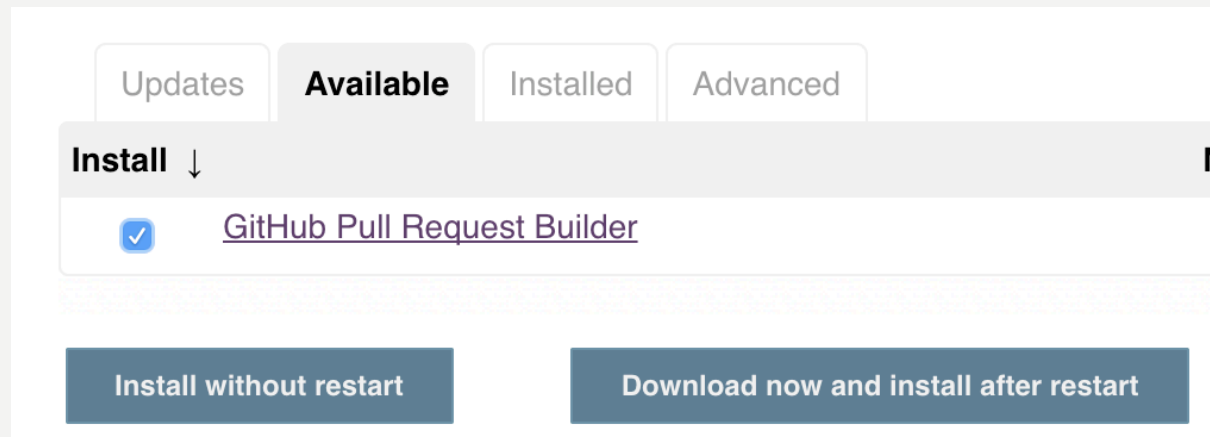 Updates Available Installed Advanced
Install ↓
GitHub Pull Request Builder
Install without restart Download now and install after restart